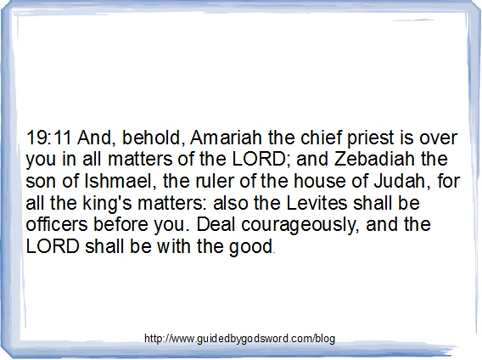 19:11 And, behold, Amariah the chief priest is over
you in all matters of the LORD; and Zebadiah the
son of Ishmael, the ruler of the house of Judah, for
all the king's matters: also the Levites shall be
officers before you. Deal courageously, and the
LORD shall be with the good.
http://www.guidedbygodsword.com/blog